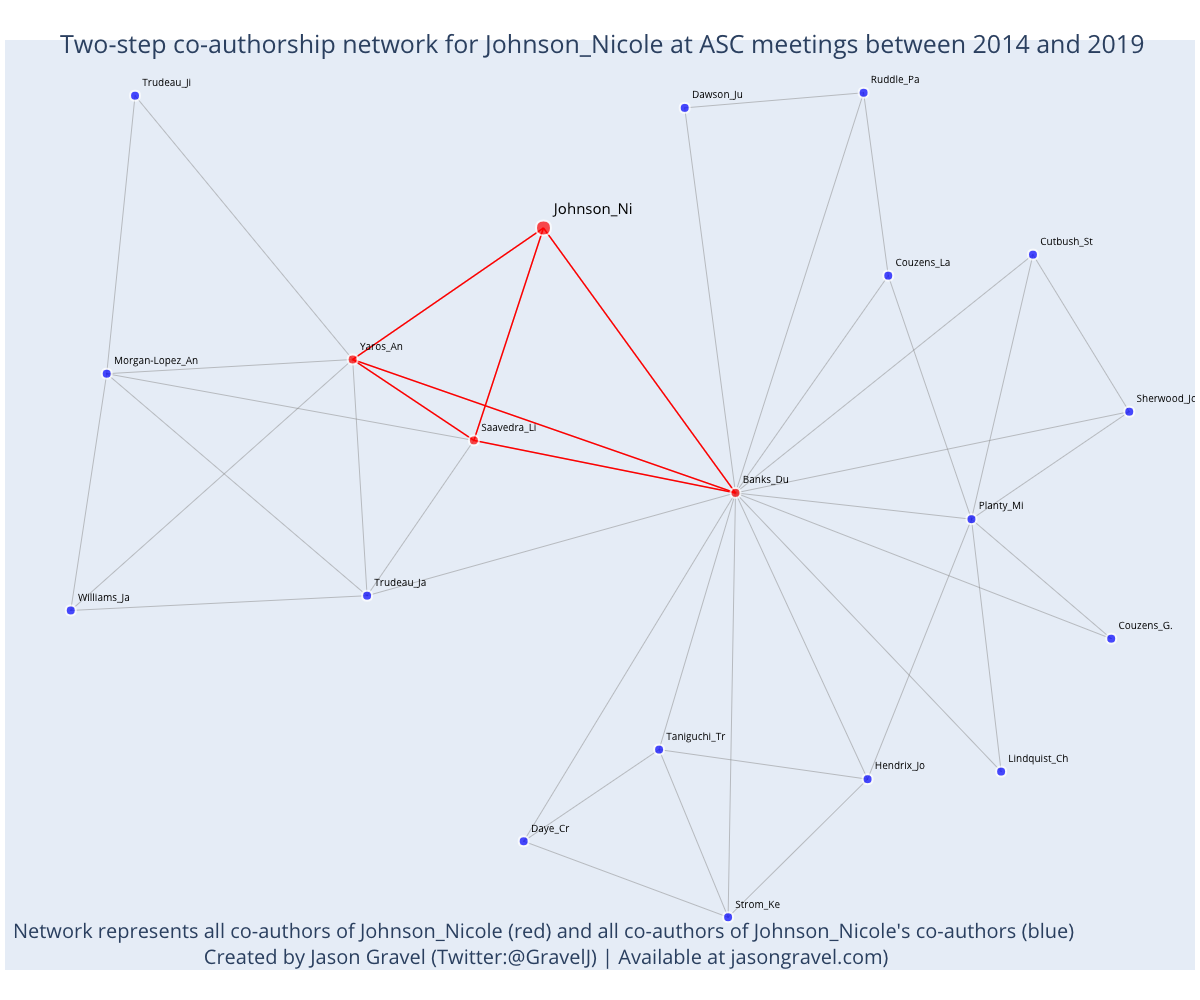 Two-step co-authorship network for Johnson_Nicole at ASC meetings between 2014 and 2019
Trudeau_Ji
Ruddle_Pa
Dawson_Ju
Johnson_Ni
Cutbush_St
Couzens_La
Yaros_An
Morgan-Lopez_An
Sherwood_Jo
Saavedra_Li
Banks_Du
Planty_Mi
Trudeau_Ja
Williams_Ja
Couzens_G.
Taniguchi_Tr
Lindquist_Ch
Hendrix_Jo
Daye_Cr
Strom_Ke
Network represents all co-authors of Johnson_Nicole (red) and all co-authors of Johnson_Nicole's co-authors (blue)
Created by Jason Gravel (Twitter:@GravelJ) | Available at jasongravel.com)